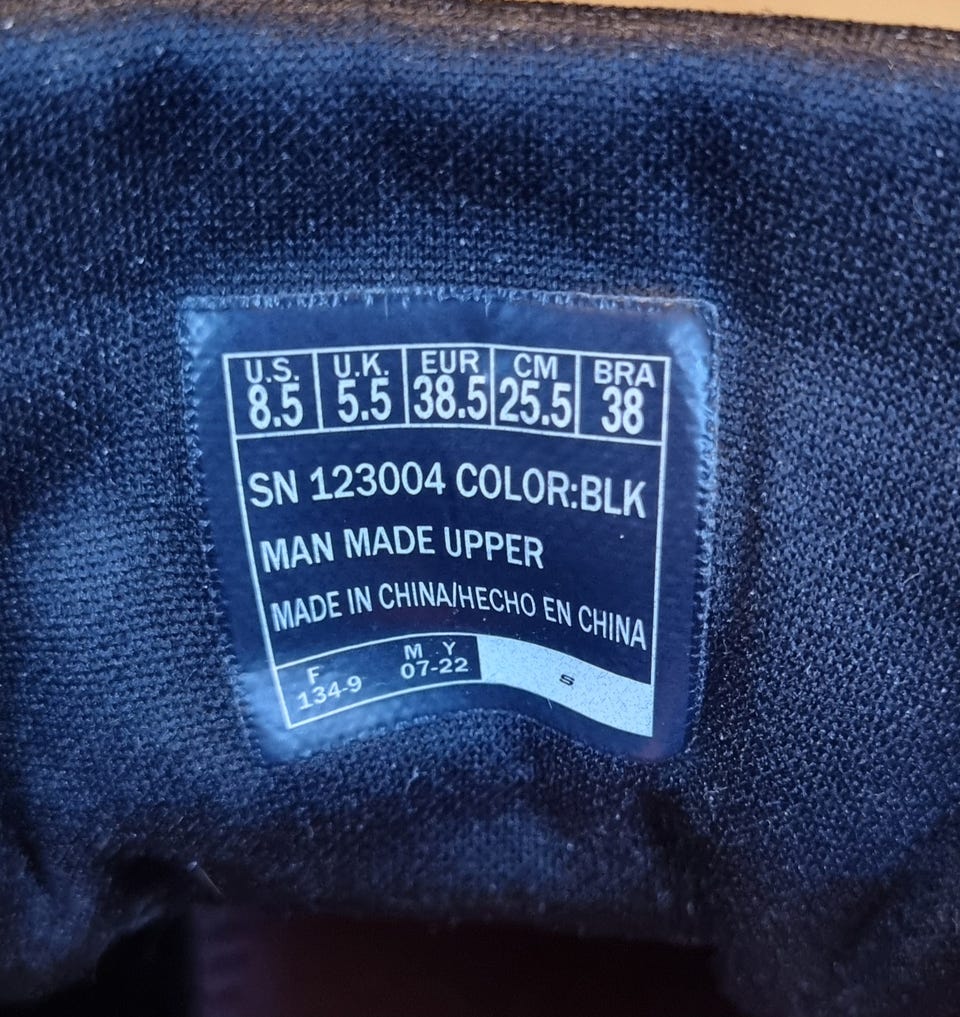 U.S. U.K. EUR CM BRA
8.5 5.5 38.5 25.5 38
SN 123004 COLOR:BLK
MAN MADE UPPER
MADE IN CHINA/HECHO EN CHINA
F M Y
134-9 07-22 S